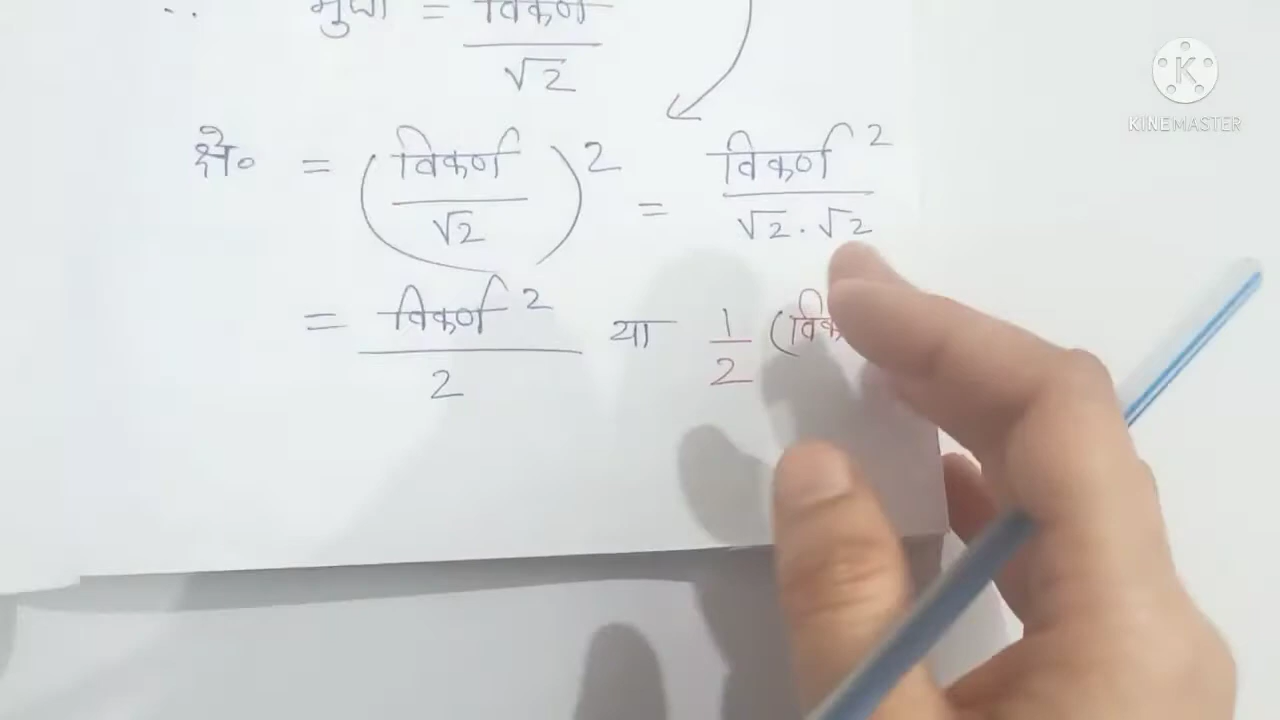 ∴ भुजा = विकर्ण / √2
KINEMASTER
क्षे० = (विकर्ण / √2)² = विकर्ण² / √2 . √2
= विकर्ण² / 2 या 1/2 (